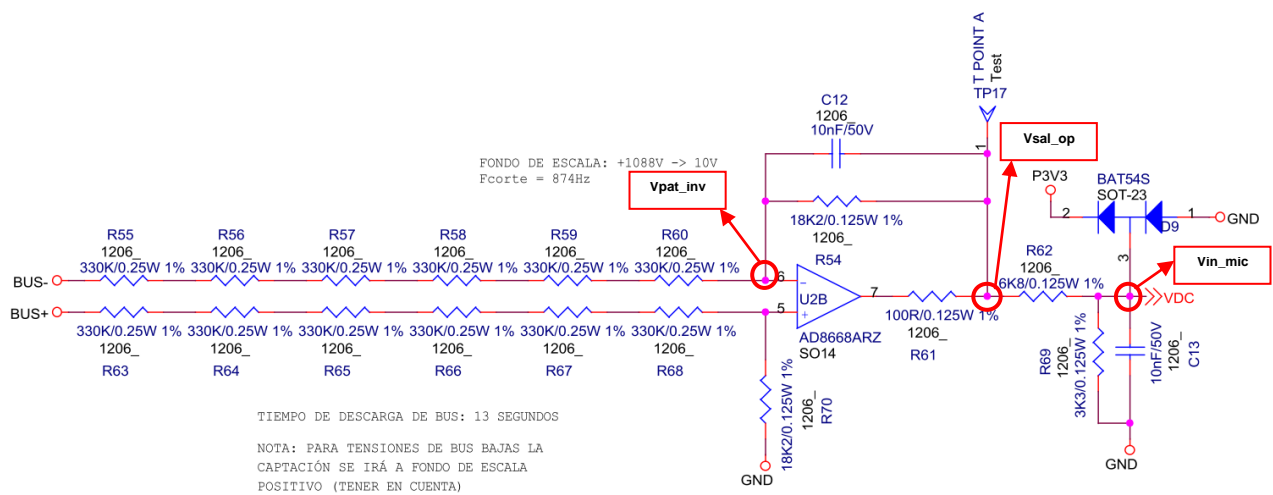 T POINT A
Test
TP17
C12
1206_
10nF/50V
1
Vsal_op
FONDO DE ESCALA: +1088V -> 10V
Fcorte = 874Hz
Vpat_inv
P3V3
BAT54S
SOT-23
2
1
GND
D9
18K2/0.125W 1%
1206_
R54
3
Vin_mic
R55
1206_
330K/0.25W 1%
R56
1206_
330K/0.25W 1%
R57
1206_
330K/0.25W 1%
R58
1206_
330K/0.25W 1%
R59
1206_
330K/0.25W 1%
R60
1206_
330K/0.25W 1%
R62
1206_
6K8/0.125W 1%
BUS-
6
U2B
7
VDC
BUS+
5
330K/0.25W 1%
1206_
R63
330K/0.25W 1%
1206_
R64
330K/0.25W 1%
1206_
R65
330K/0.25W 1%
1206_
R66
330K/0.25W 1%
1206_
R67
330K/0.25W 1%
1206_
R68
AD8668ARZ
SO14
100R/0.125W 1%
1206_
R61
R69
1206_
3K3/0.125W 1%
10nF/50V
1206_
C13
18K2/0.125W 1%
1206_
R70
GND
GND
TIEMPO DE DESCARGA DE BUS: 13 SEGUNDOS
NOTA: PARA TENSIONES DE BUS BAJAS LA
CAPTACIÓN SE IRÁ A FONDO DE ESCALA
POSITIVO (TENER EN CUENTA)